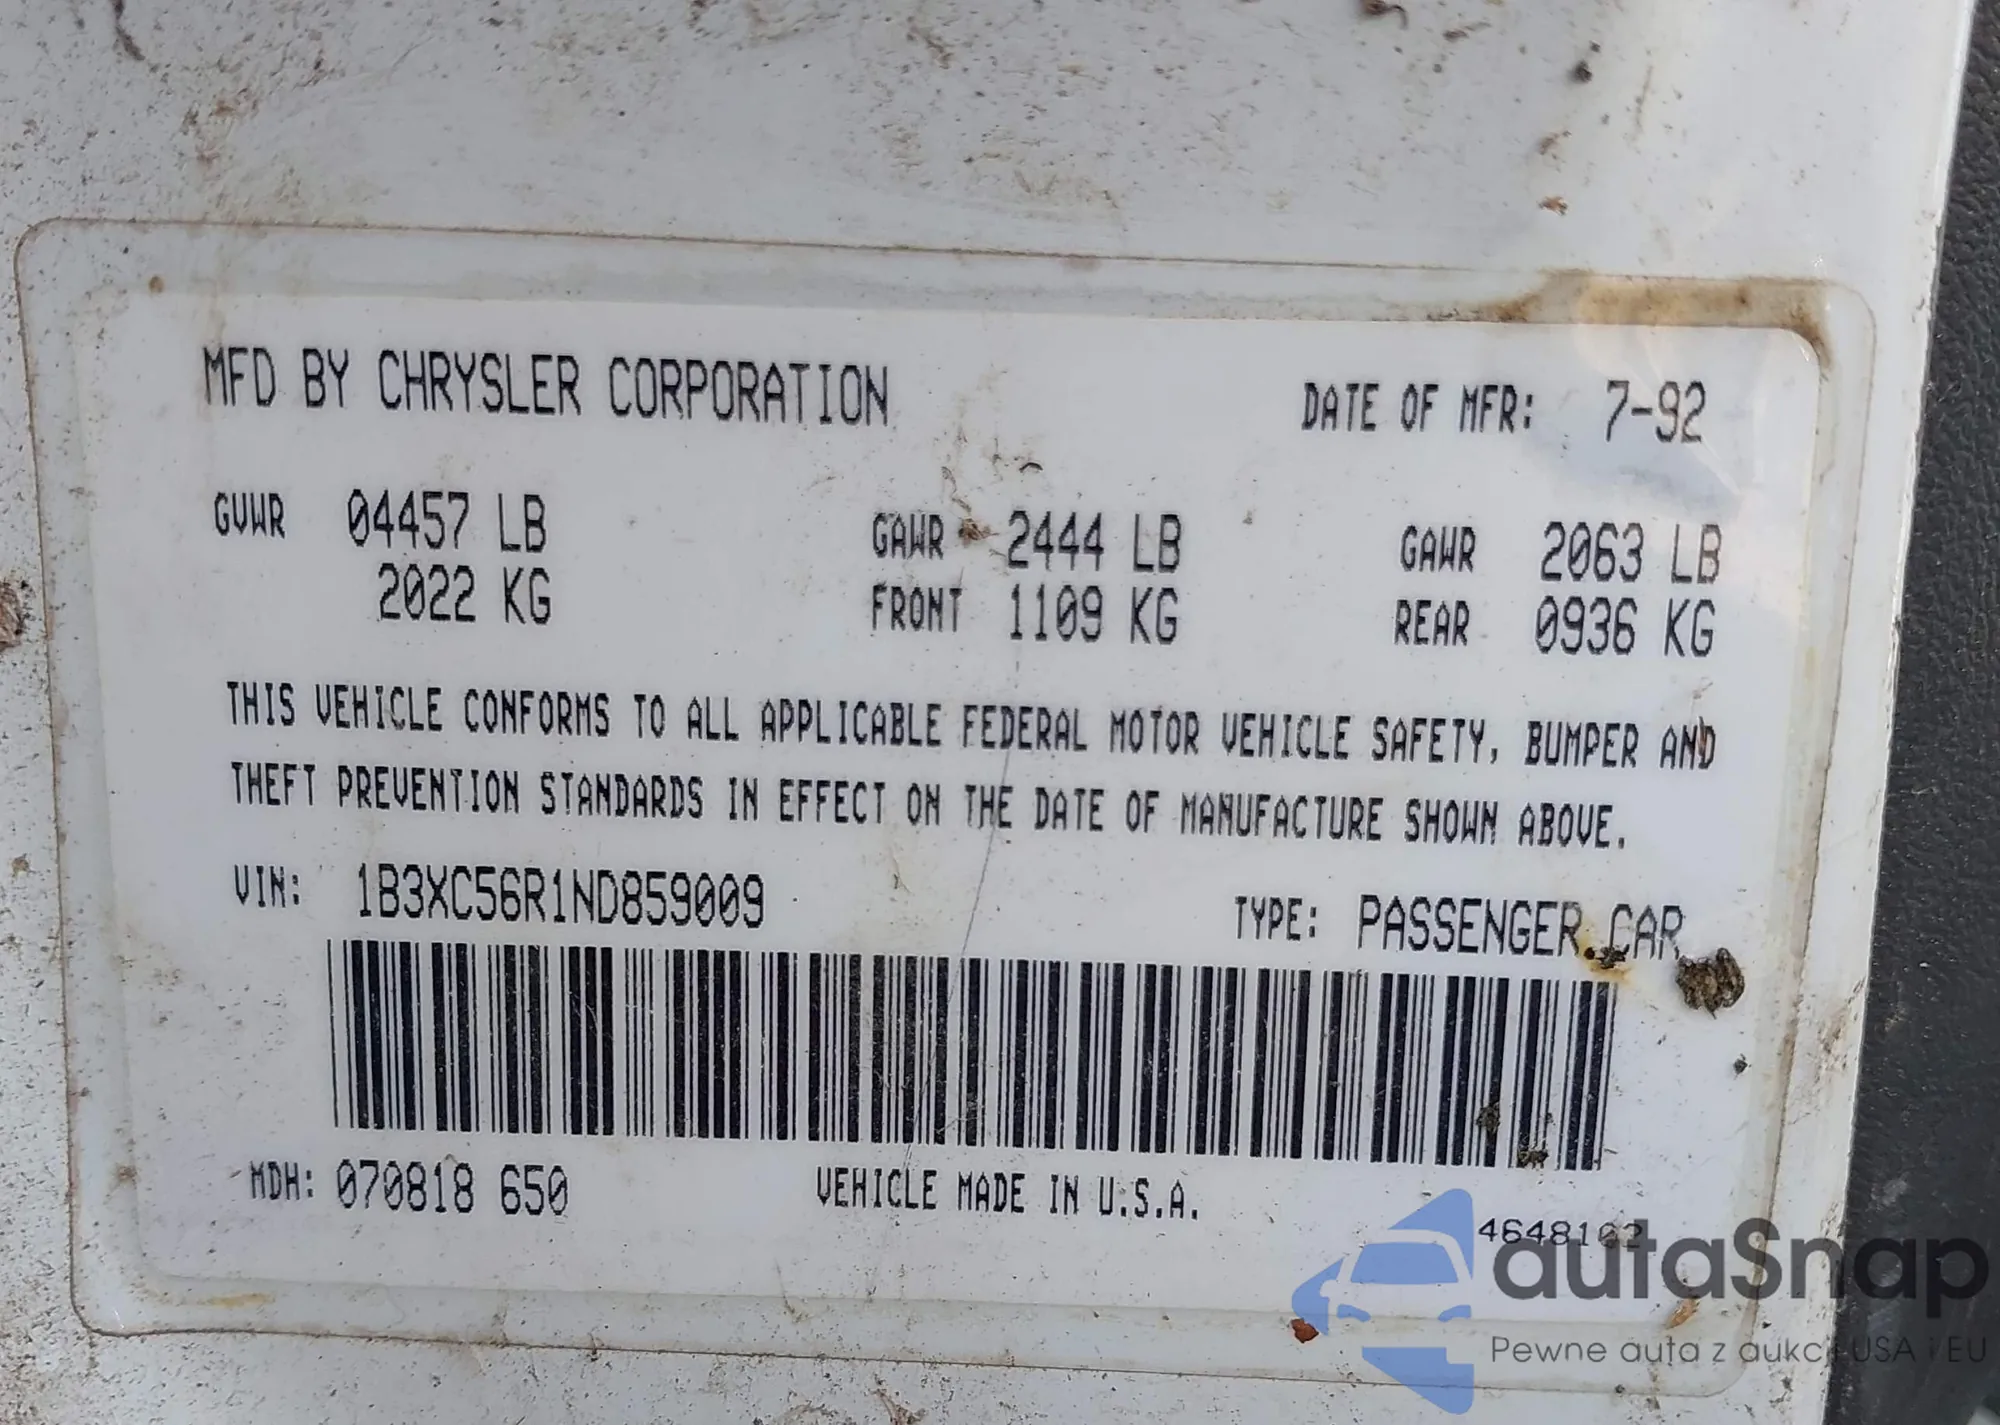 MFD BY CHRYSLER CORPORATION DATE OF MFR: 7-92
GVWR 04457 LB GAWR 2444 LB GAWR 2063 LB
2022 KG FRONT 1109 KG REAR 0936 KG
THIS VEHICLE CONFORMS TO ALL APPLICABLE FEDERAL MOTOR VEHICLE SAFETY, BUMPER AND
THEFT PREVENTION STANDARDS IN EFFECT ON THE DATE OF MANUFACTURE SHOWN ABOVE.
VIN: 1B3XC56R1ND859009 TYPE: PASSENGER CAR
MDH: 070818 650 VEHICLE MADE IN U.S.A.
4648102
autaSnap
Pewne auta z aukcji USA i EU